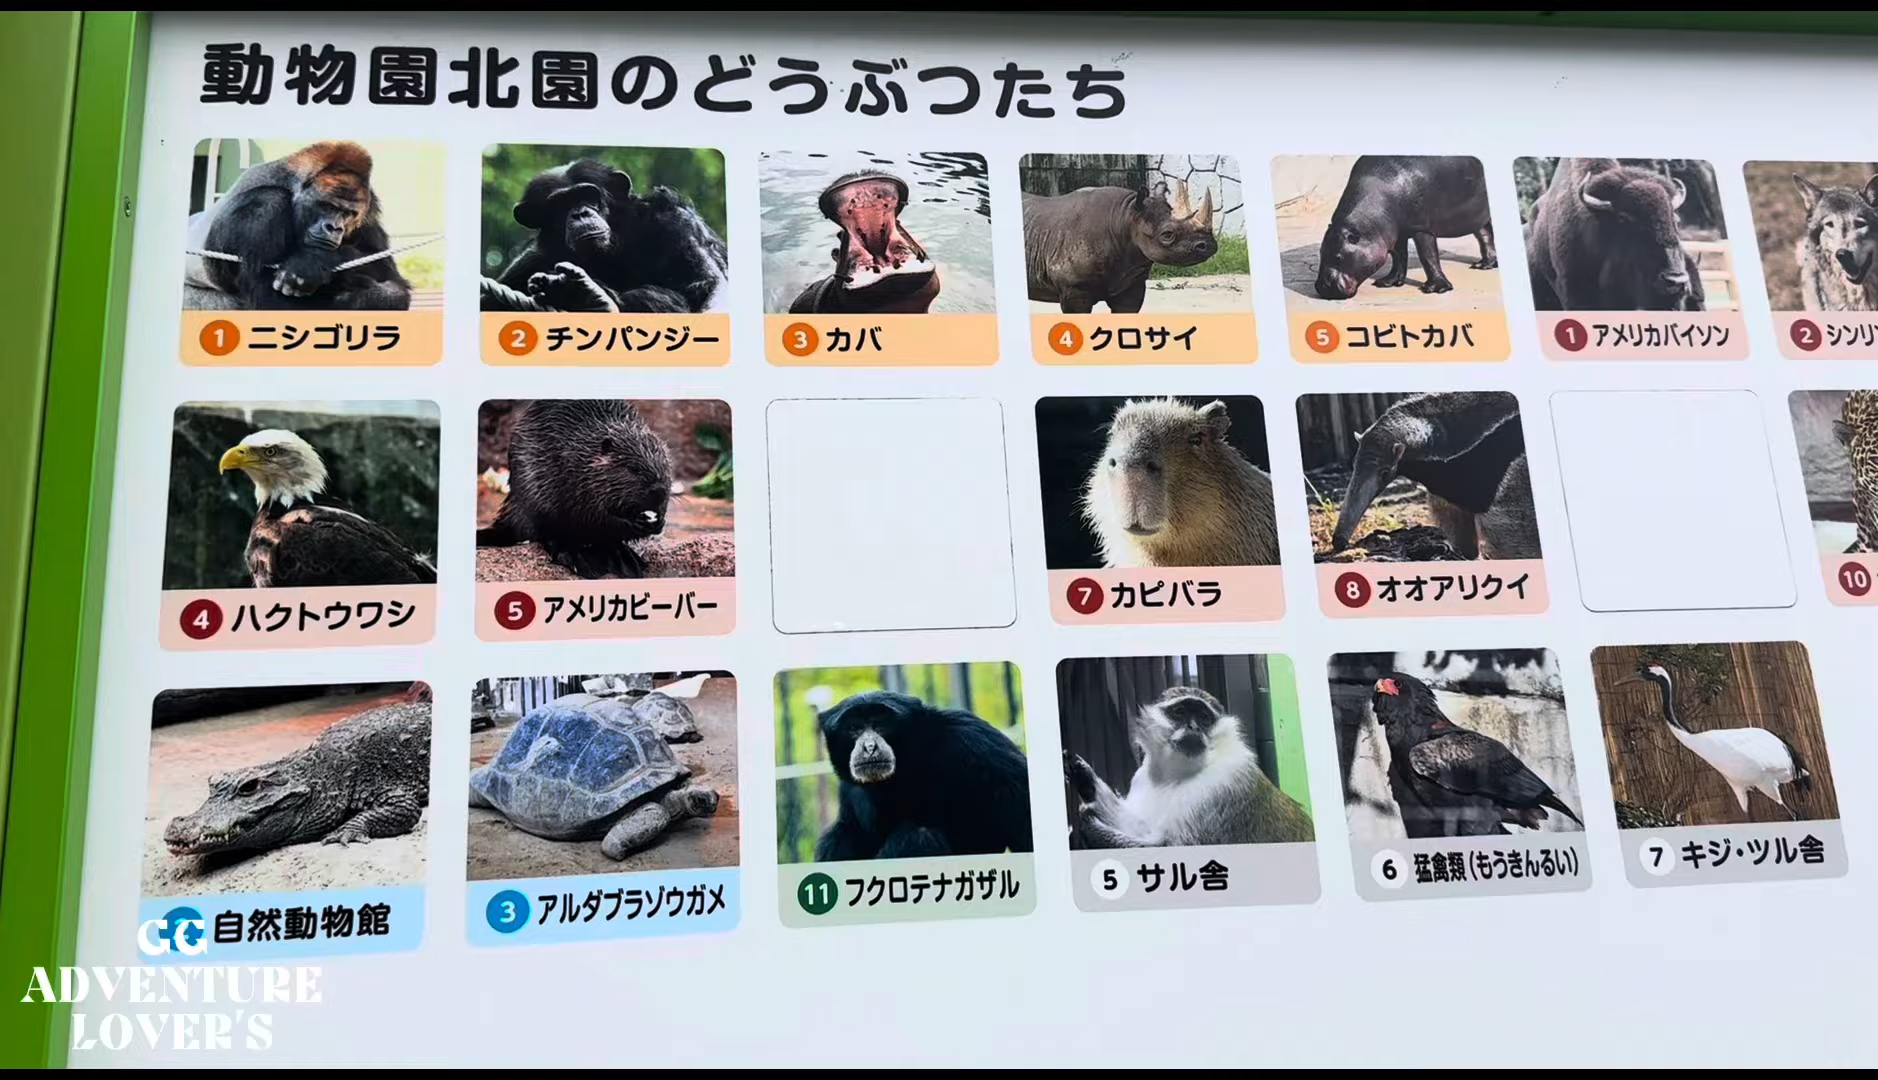 動物園北園のどうぶつたち
1 ニシゴリラ
2 チンパンジー
3 カバ
4 クロサイ
5 コビトカバ
1 アメリカバイソン
2 シンリ
4 ハクトウワシ
5 アメリカビーバー
7 カピバラ
8 オオアリクイ
10
自然動物館
3 アルダブラゾウガメ
11 フクロテナガザル
5 サル舎
6 猛禽類(もうきんるい)
7 キジ・ツル舎
GG
ADVENTURE
LOVER'S